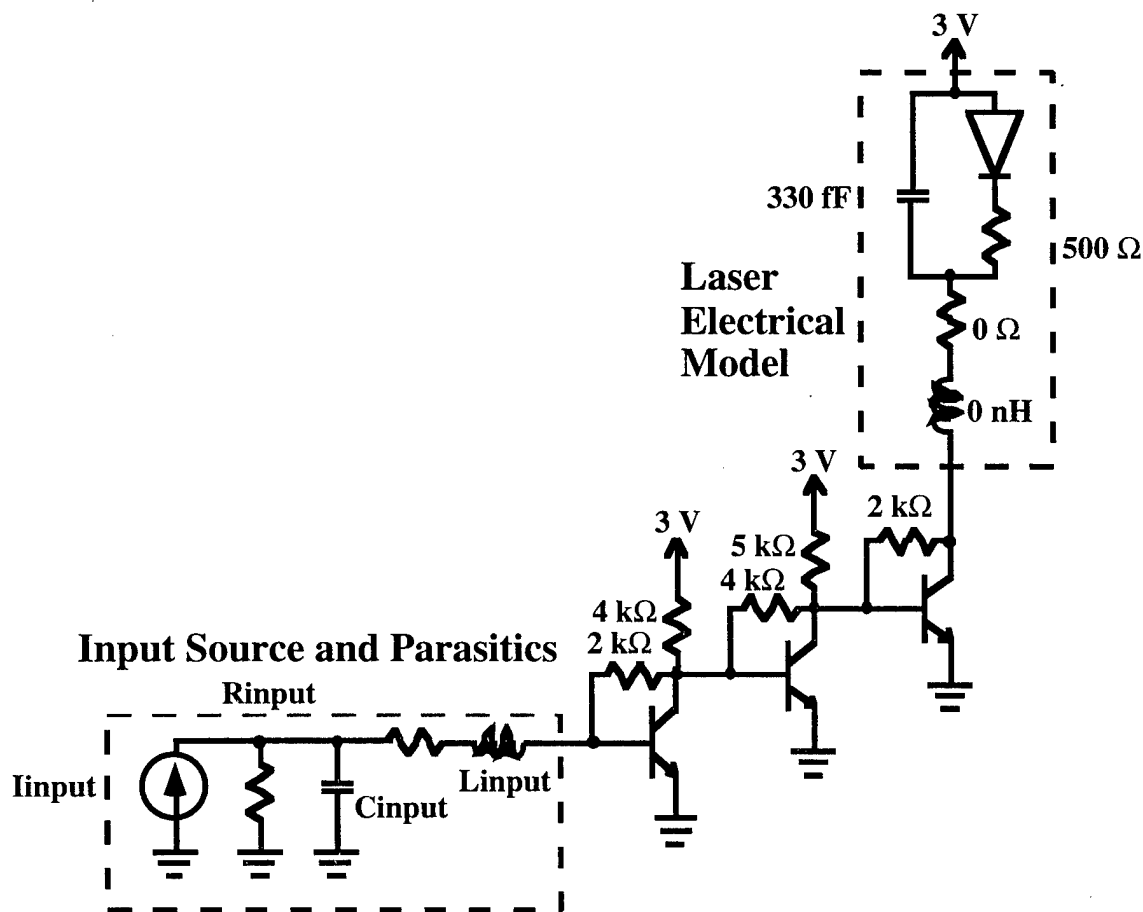 3 V
330 fF
500 Ω
Laser
Electrical
Model
0 Ω
0 nH
3 V
2 kΩ
3 V
5 kΩ
4 kΩ
4 kΩ
2 kΩ
Input Source and Parasitics
Rinput
Iinput
Cinput
Linput